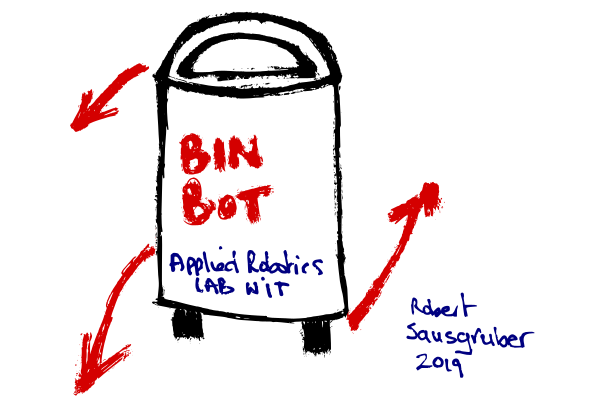 BIN
BOT
Applied Robotics
LAB WIT
Robert
Sausgruber
2019